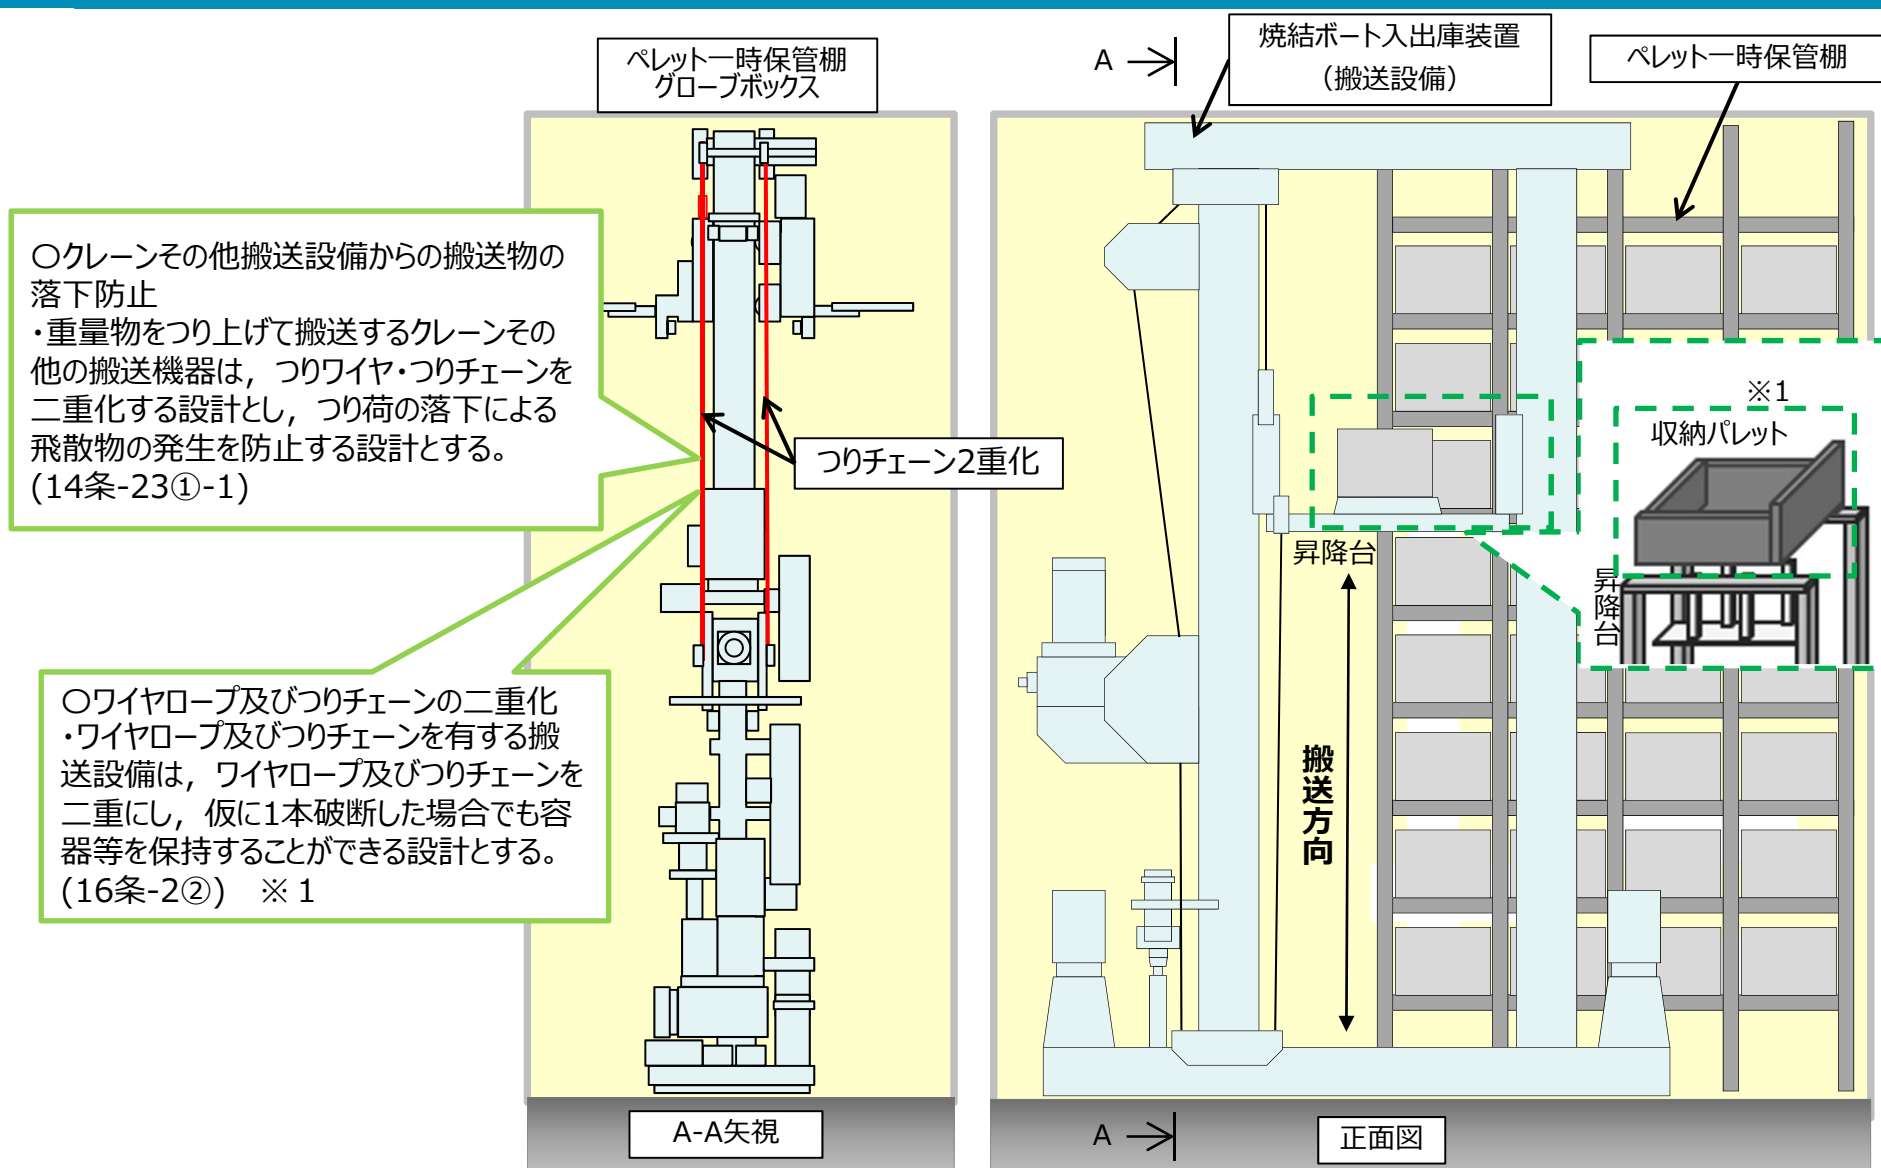 ペレット一時保管棚
グローブボックス
A
焼結ボート入出庫装置
（搬送設備）
ペレット一時保管棚
〇クレーンその他搬送設備からの搬送物の
落下防止
・重量物をつり上げて搬送するクレーンその
他の搬送機器は，つりワイヤ・つりチェーンを
二重化する設計とし，つり荷の落下による
飛散物の発生を防止する設計とする。
(14条-23①-1)
つりチェーン2重化
※1
収納パレット
昇降台
昇降台
〇ワイヤロープ及びつりチェーンの二重化
・ワイヤロープ及びつりチェーンを有する搬
送設備は，ワイヤロープ及びつりチェーンを
二重にし，仮に1本破断した場合でも容
器等を保持することができる設計とする。
(16条-2②)　※１
搬送方向
A-A矢視
A
正面図